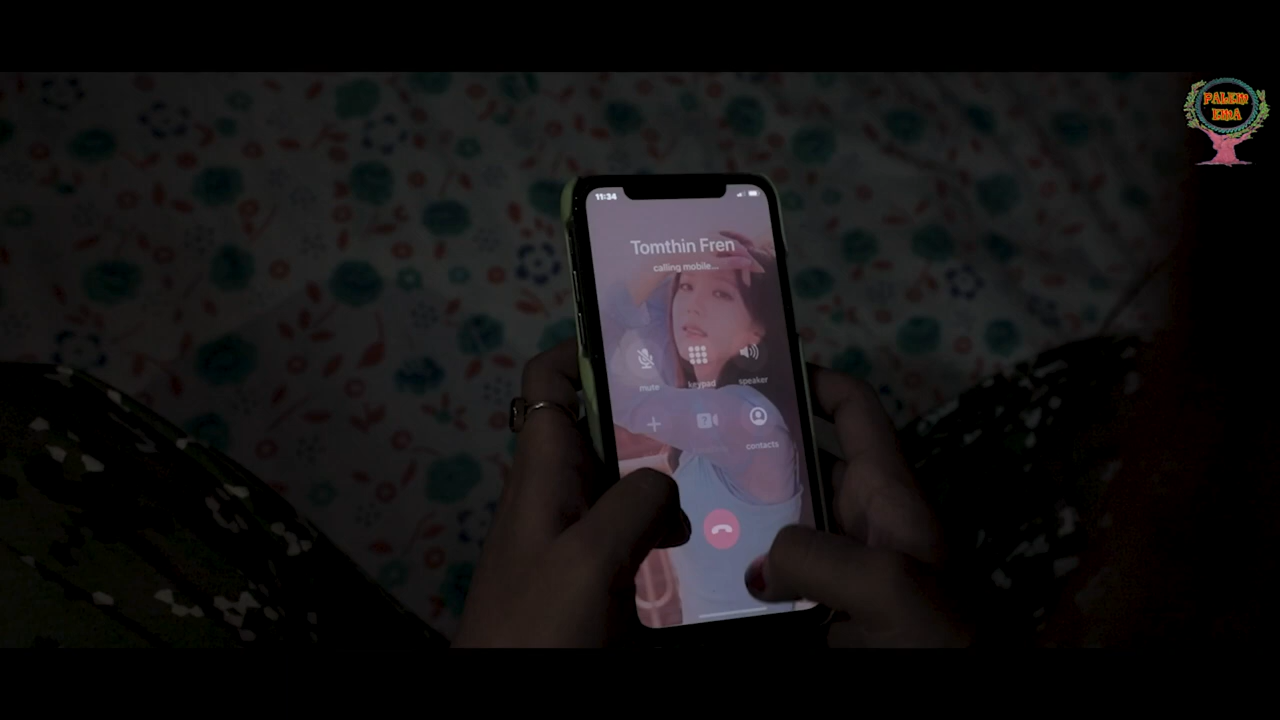 PALEM
EMA
11:34
Tomthin Fren
calling mobile...
mute
keypad
speaker
contacts